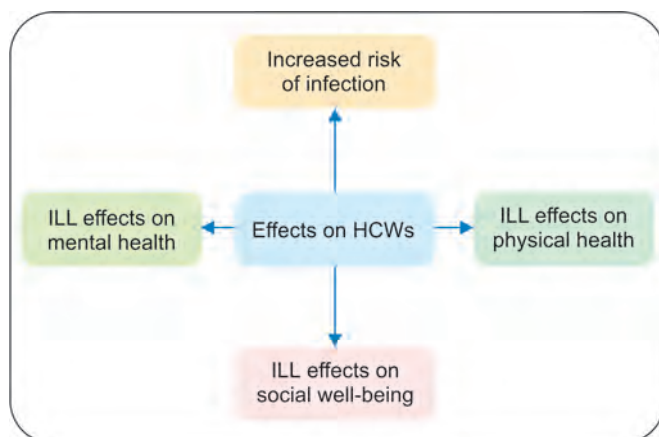 Increased risk
of infection
ILL effects on
mental health
Effects on HCWs
ILL effects on
physical health
ILL effects on
social well-being